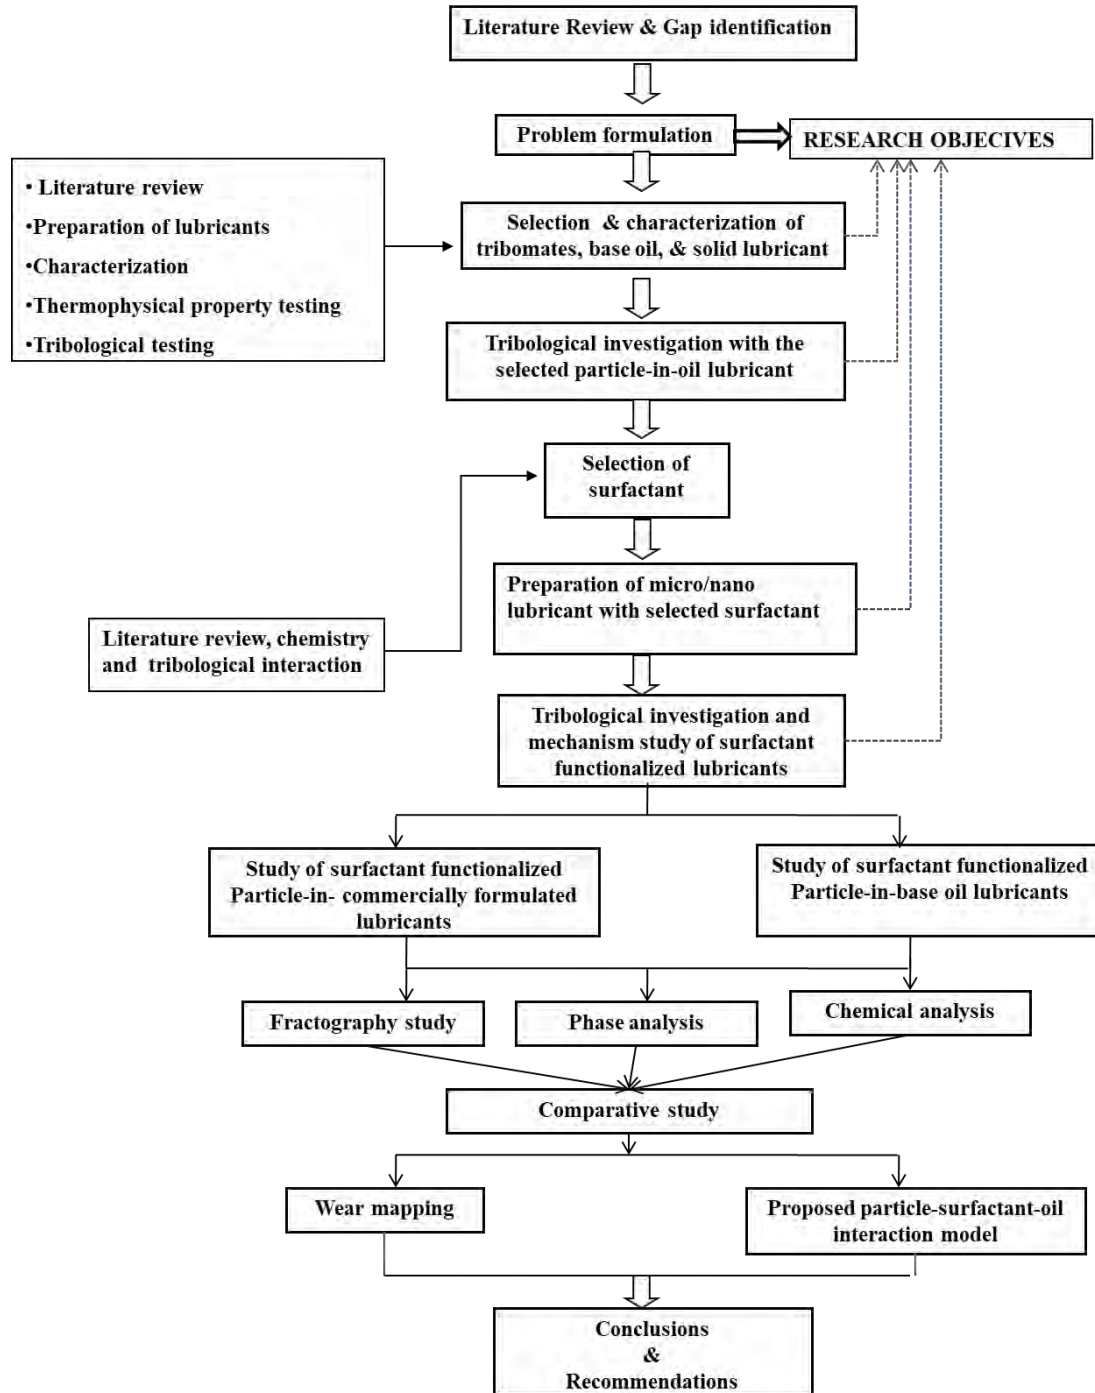 Literature Review & Gap identification
Problem formulation
RESEARCH OBJECIVES
• Literature review
•Preparation of lubricants
•Characterization
•Thermophysical property testing
•Tribological testing
Selection & characterization of
tribomates, base oil, & solid lubricant
Tribological investigation with the
selected particle-in-oil lubricant
Selection of
surfactant
Preparation of micro/nano
lubricant with selected surfactant
Literature review, chemistry
and tribological interaction
Tribological investigation and
mechanism study of surfactant
functionalized lubricants
Study of surfactant functionalized
Particle-in- commercially formulated
lubricants
Study of surfactant functionalized
Particle-in-base oil lubricants
Fractography study
Phase analysis
Chemical analysis
Comparative study
Wear mapping
Proposed particle-surfactant-oil
interaction model
Conclusions
&
Recommendations